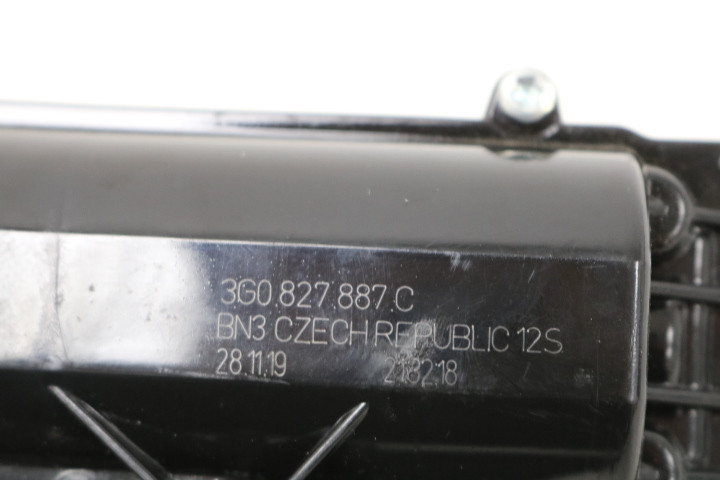 3G0 827 887 C
BN3 CZECH REPUBLIC 12S
28.11.19